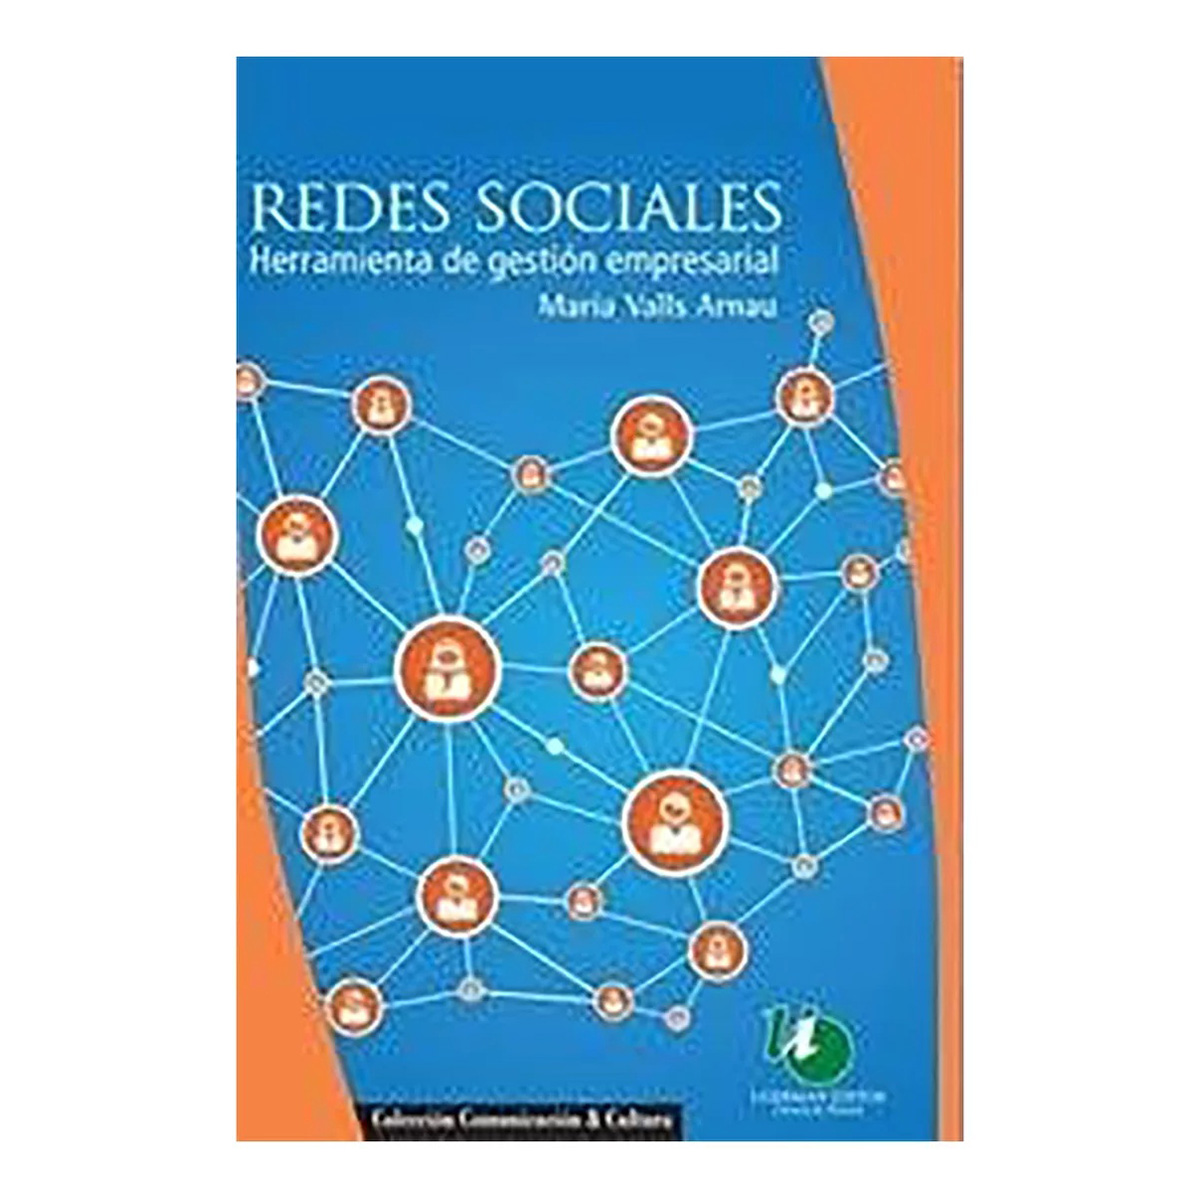 REDES SOCIALES
Herramienta de gestión empresarial
María Valls Arnau
Colección Comunicación & Cultura